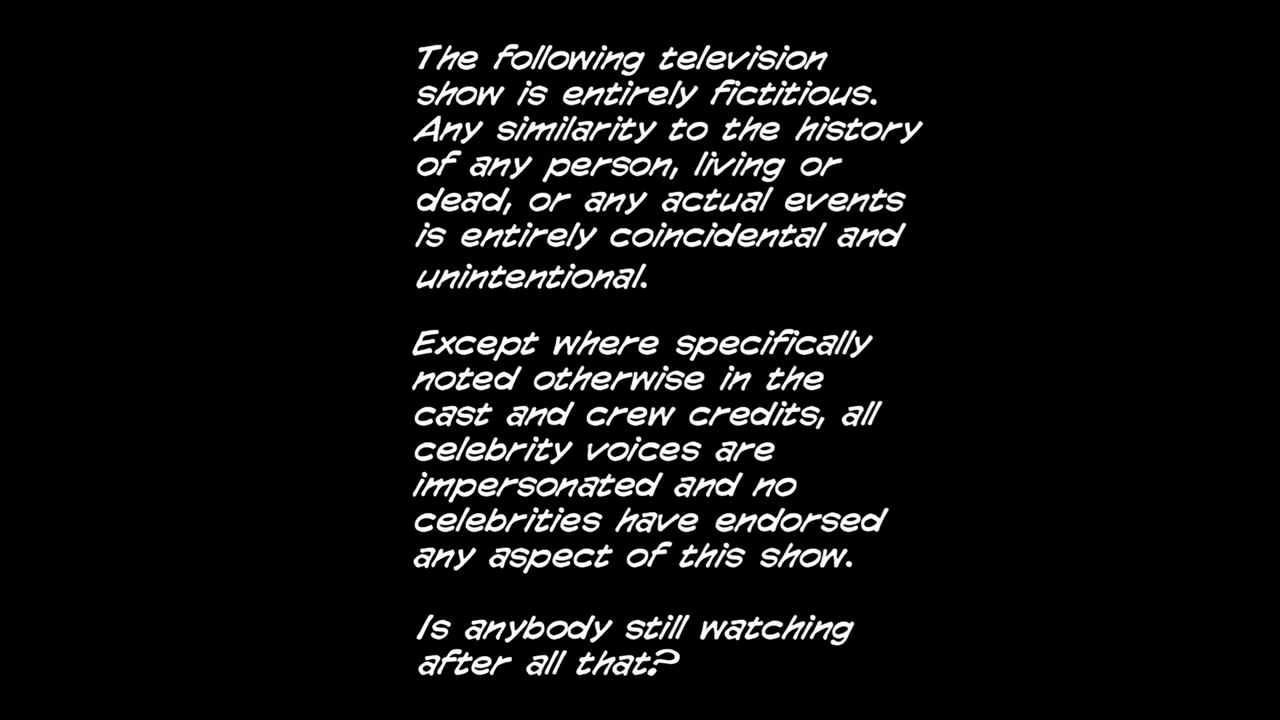 The following television
show is entirely fictitious.
Any similarity to the history
of any person, living or
dead, or any actual events
is entirely coincidental and
unintentional.
Except where specifically
noted otherwise in the
cast and crew credits, all
celebrity voices are
impersonated and no
celebrities have endorsed
any aspect of this show.
Is anybody still watching
after all that?